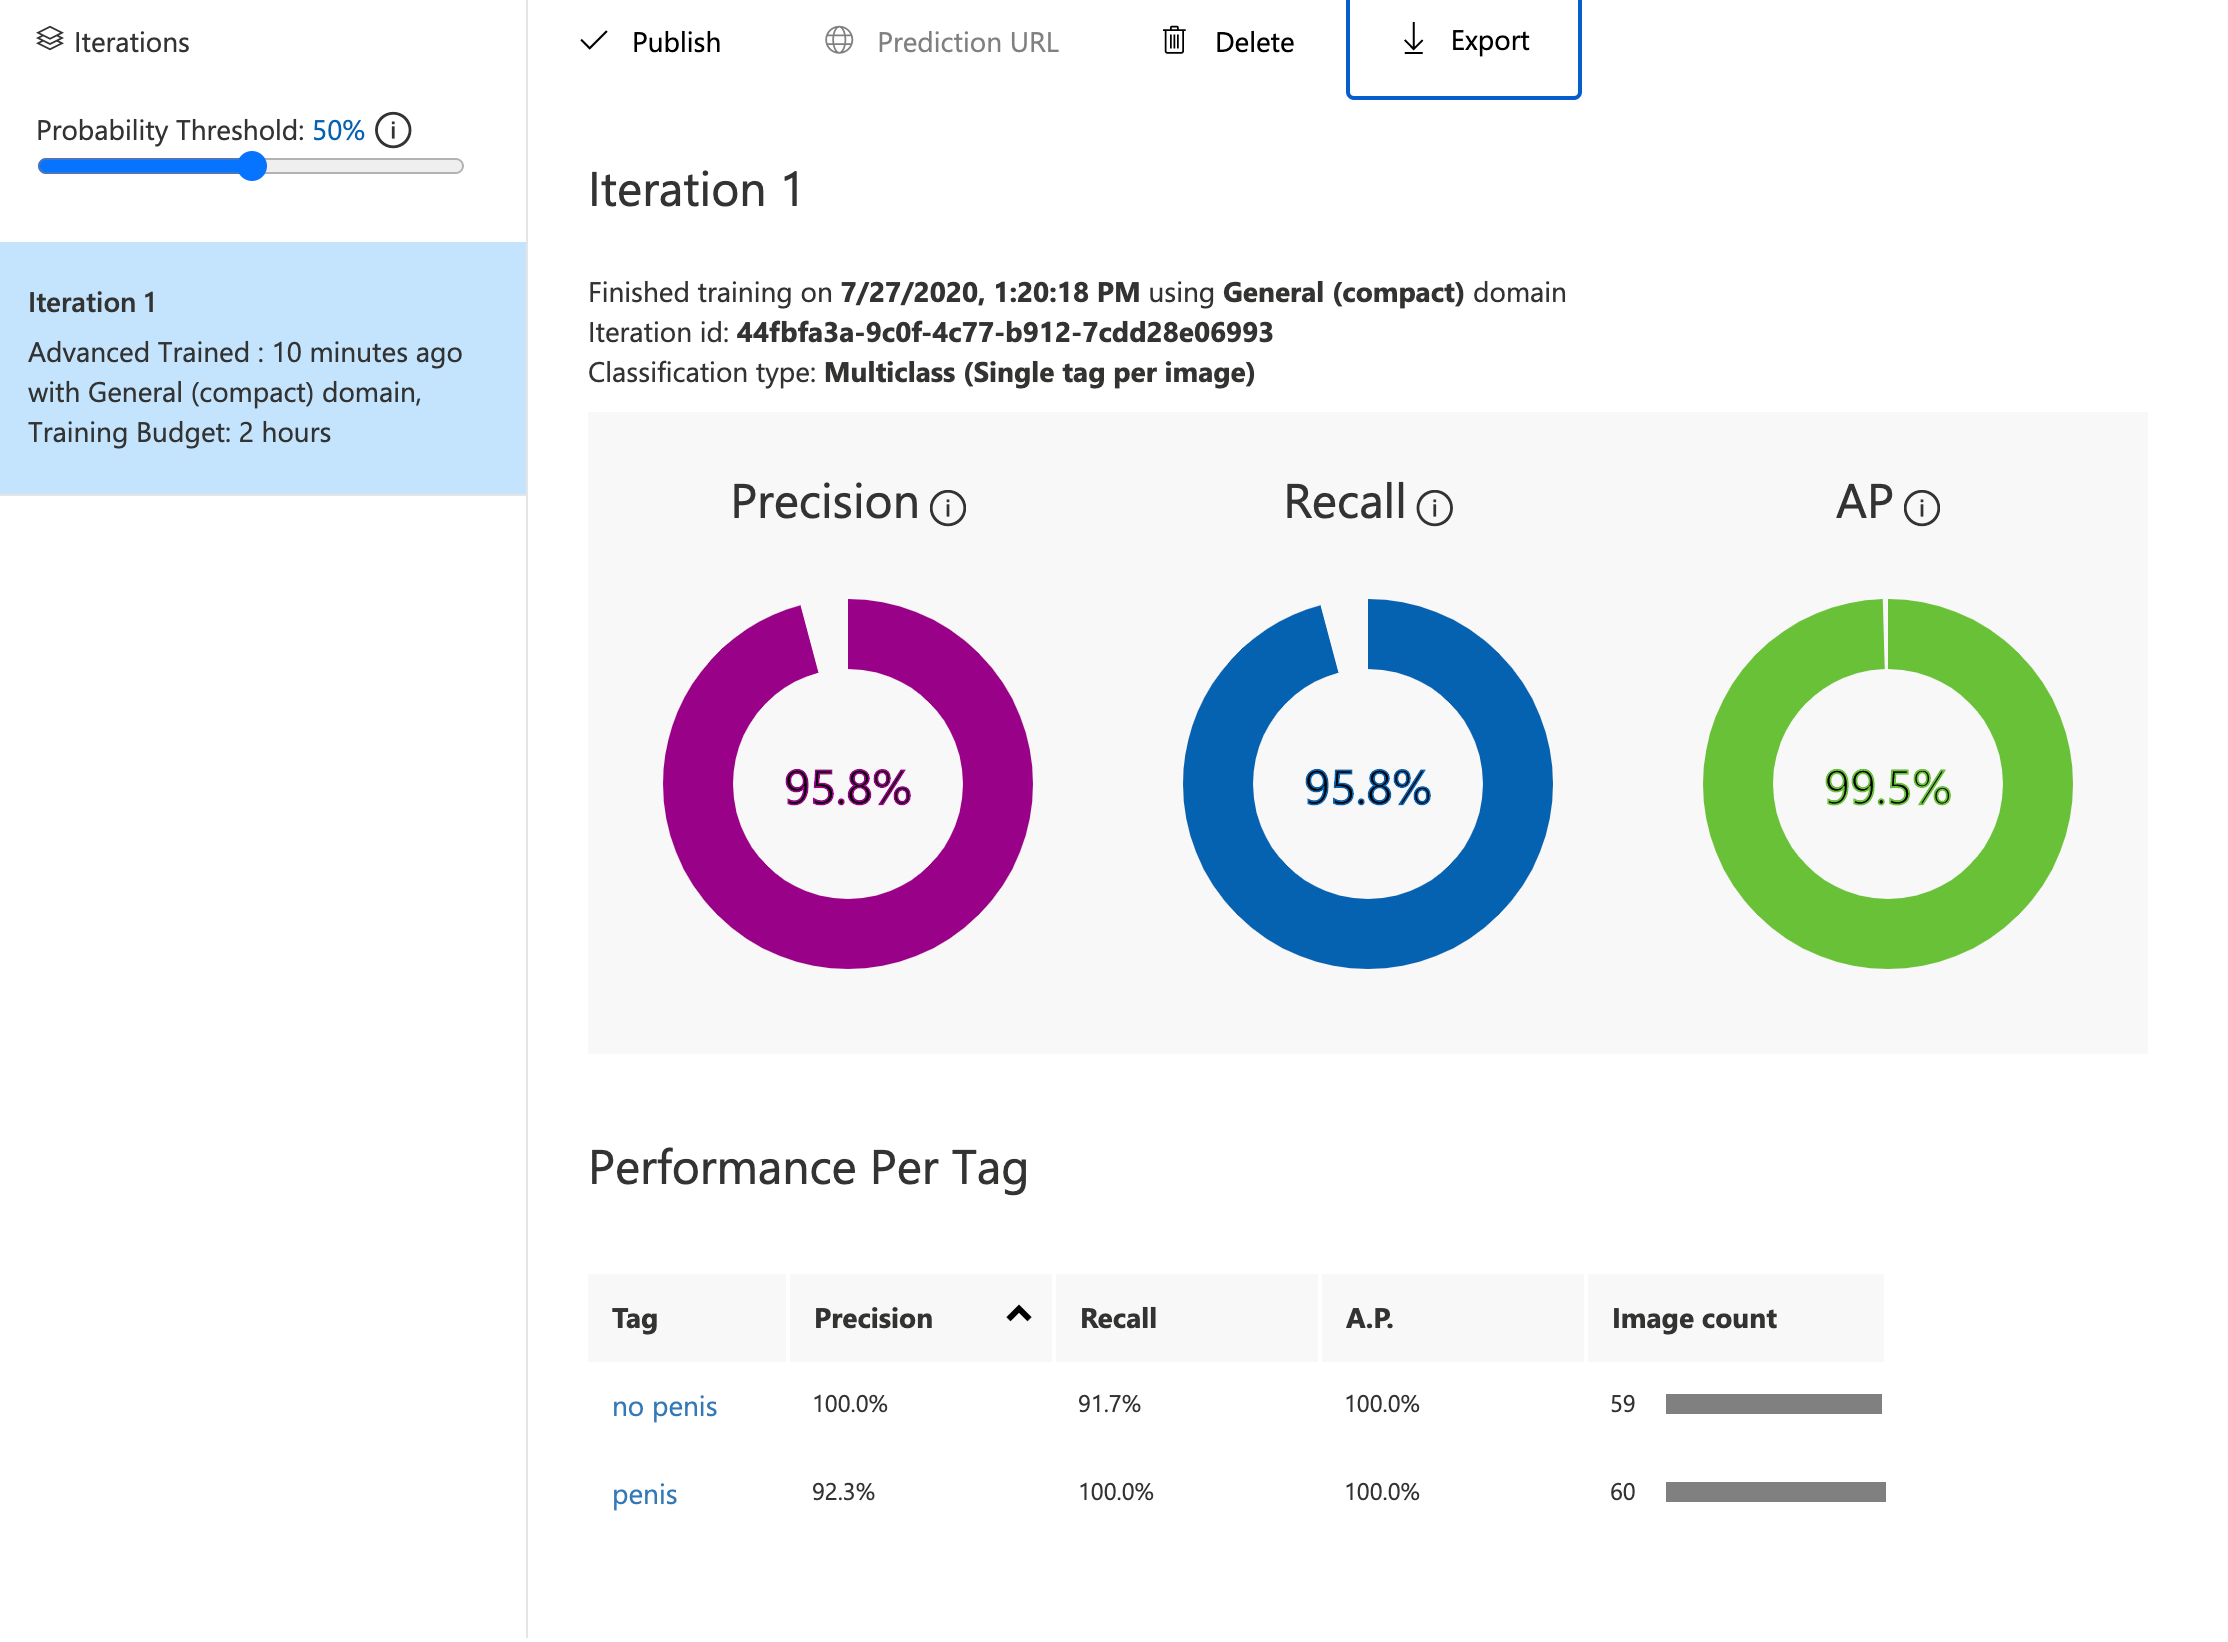 Iterations
Publish
Prediction URL
Delete
Export
Probability Threshold: 50%
Iteration 1
Advanced Trained : 10 minutes ago
with General (compact) domain,
Training Budget: 2 hours
Iteration 1
Finished training on 7/27/2020, 1:20:18 PM using General (compact) domain
Iteration id: 44fbfa3a-9c0f-4c77-b912-7cdd28e06993
Classification type: Multiclass (Single tag per image)
Precision
Recall
AP
95.8%
95.8%
99.5%
Performance Per Tag
Tag Precision Recall A.P. Image count
no penis 100.0% 91.7% 100.0% 59
penis 92.3% 100.0% 100.0% 60